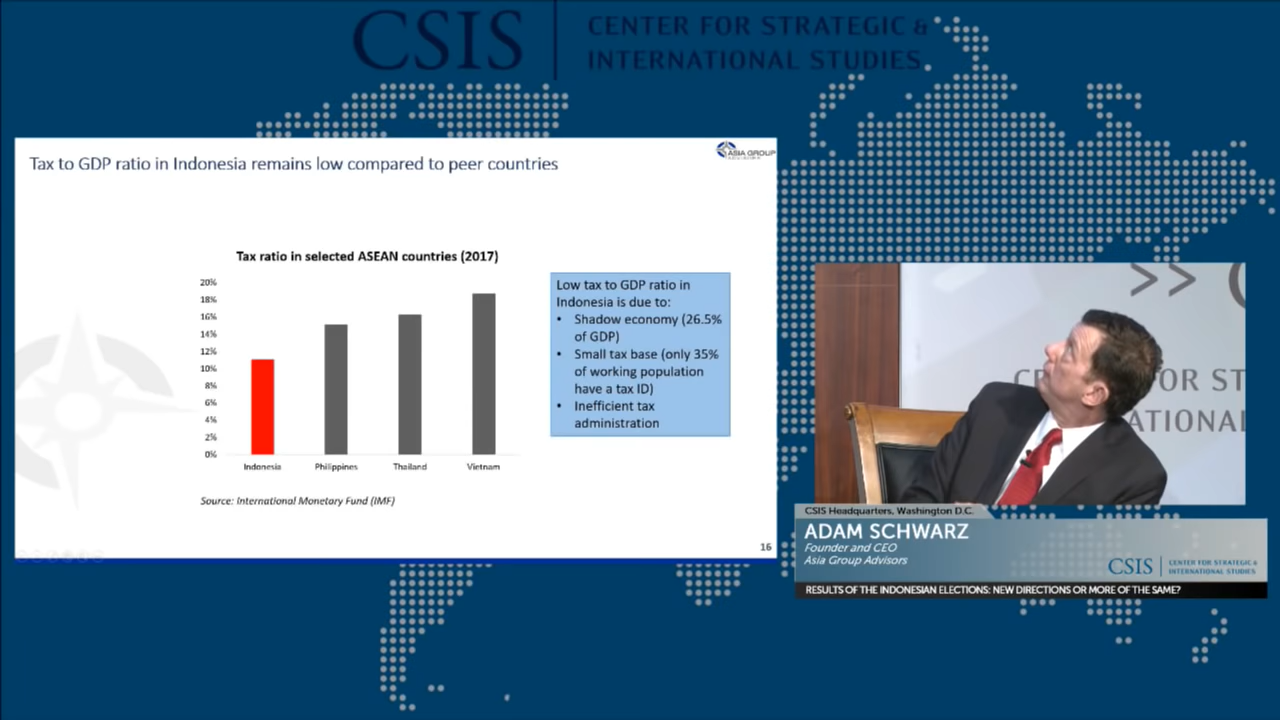 CSIS
CENTER FOR STRATEGIC &
INTERNATIONAL STUDIES
Tax to GDP ratio in Indonesia remains low compared to peer countries
ASIA GROUP
Tax ratio in selected ASEAN countries (2017)
20%
18%
16%
14%
12%
10%
8%
6%
4%
2%
0%
Indonesia
Philippines
Thailand
Vietnam
Source: International Monetary Fund (IMF)
Low tax to GDP ratio in
Indonesia is due to:
• Shadow economy (26.5%
of GDP)
• Small tax base (only 35%
of working population
have a tax ID)
• Inefficient tax
administration
16
>>
OR ST
ATIONAL
CSIS Headquarters, Washington D.C.
ADAM SCHWARZ
Founder and CEO
Asia Group Advisors
CSIS
CENTER FOR STRATEGIC &
INTERNATIONAL STUDIES
RESULTS OF THE INDONESIAN ELECTIONS: NEW DIRECTIONS OR MORE OF THE SAME?